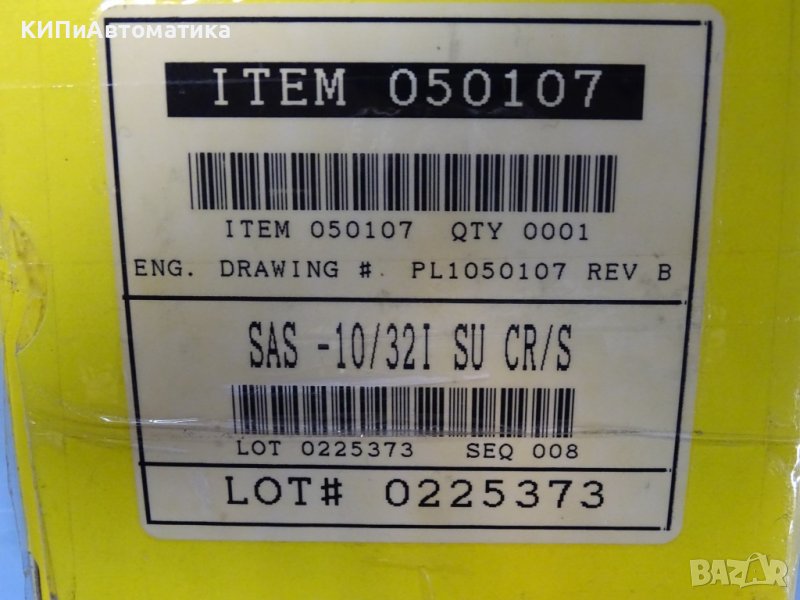 КИПиАвтоматика
ITEM 050107
ITEM 050107 QTY 0001
ENG. DRAWING #. PL1050107 REV B
SAS -10/32I SU CR/S
LOT 0225373 SEQ 008
LOT# 0225373
BAZAR